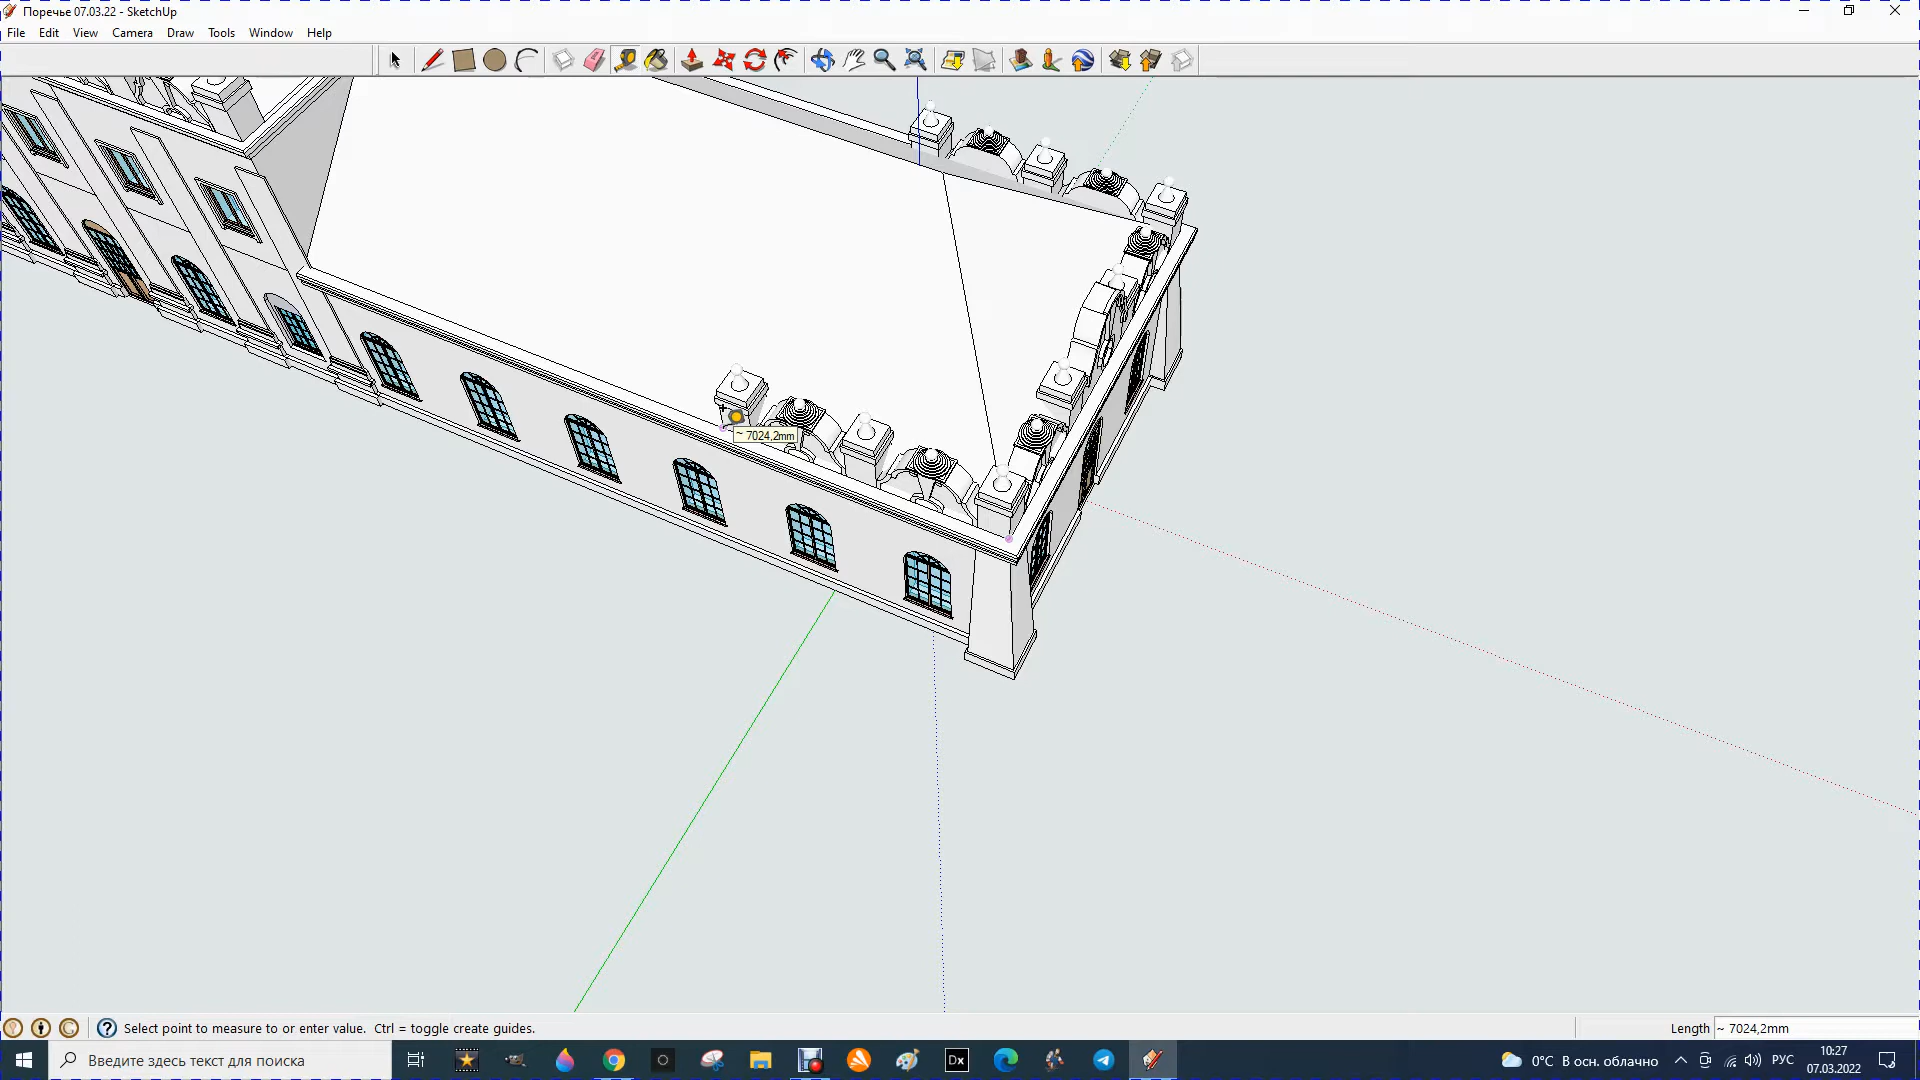 Поречье 07.03.22 - SketchUp
File Edit View Camera Draw Tools Window Help
~ 7024,2mm
Select point to measure to or enter value. Ctrl = toggle create guides.
Length ~ 7024,2mm
Введите здесь текст для поиска
Dx
0°C В осн. облачно
РУС
10:27
07.03.2022